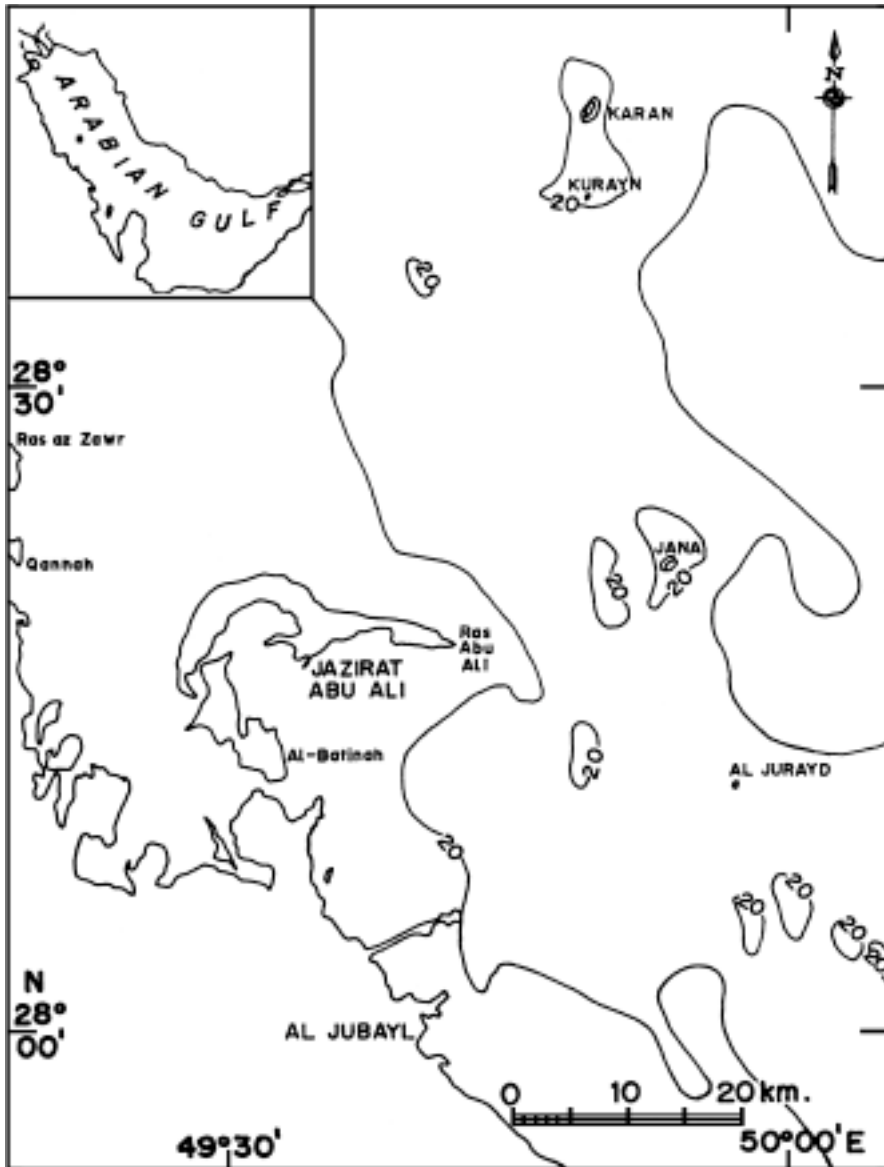 ARABIAN
GULF
N
KARAN
KURAYN
20
20
28°
30'
Ras az Zawr
Qannah
JANA
20
20
Ras
Abu
Ali
JAZIRAT
ABU ALI
Al-Batinah
20
AL JURAYD
20
20
20
20
20
N
28°
00'
AL JUBAYL
0 10 20 km.
49°30'
50°00'E